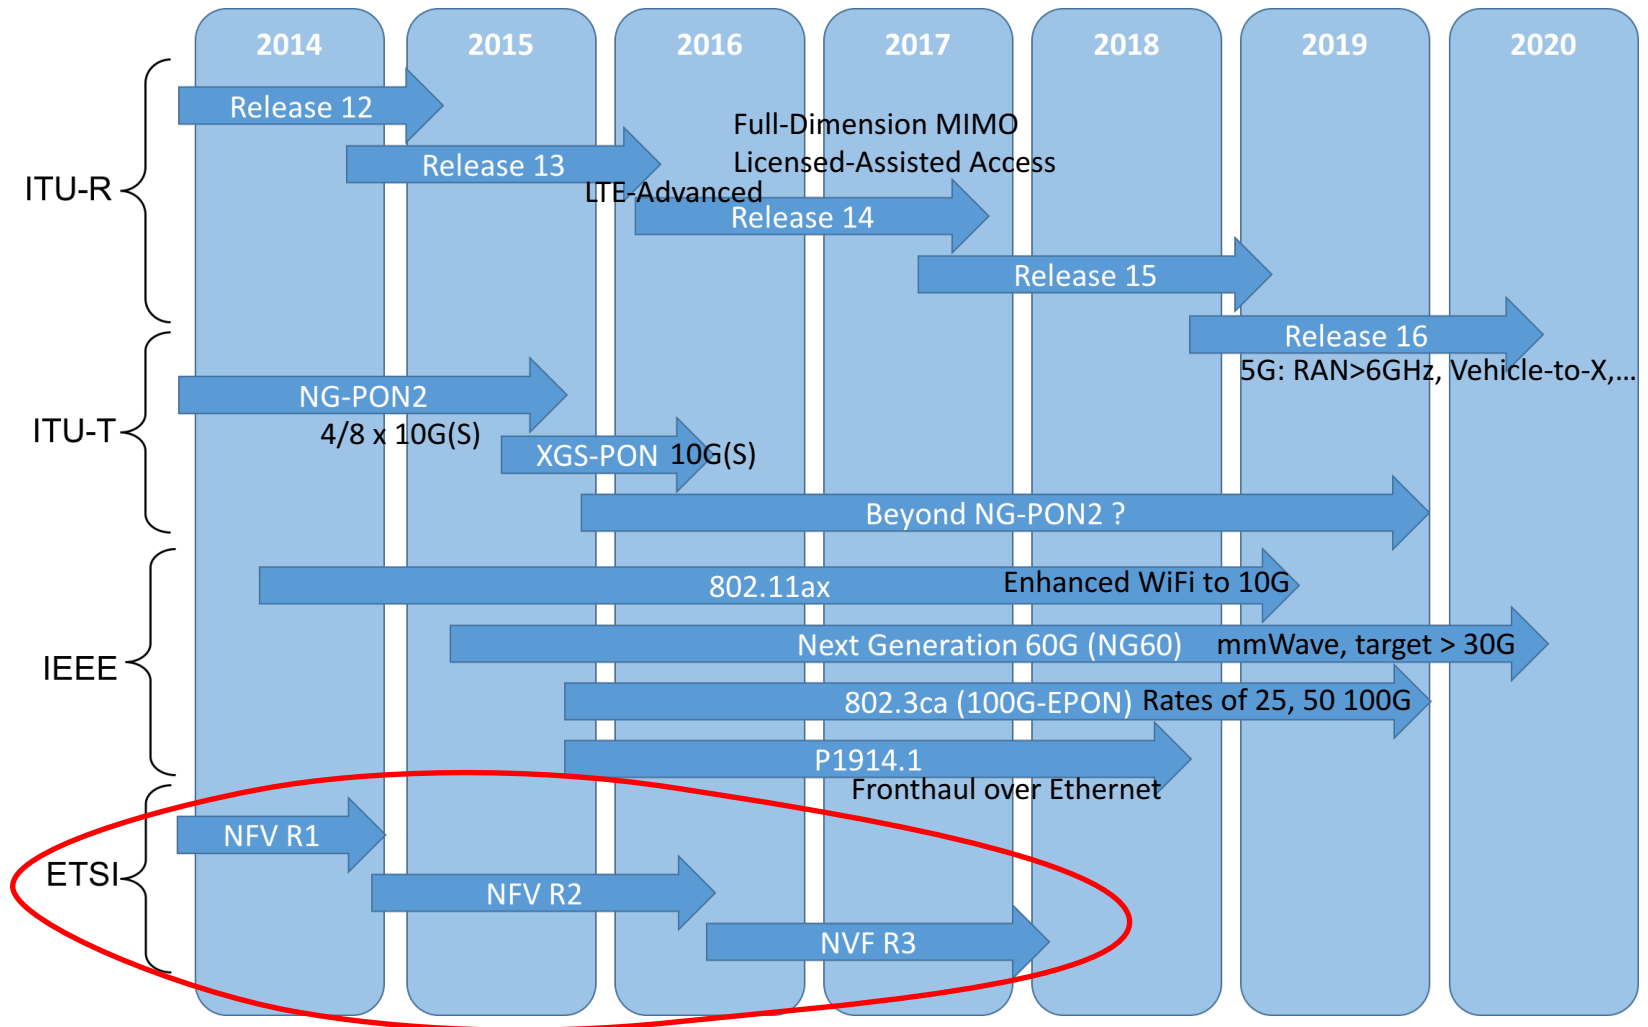 2014 2015 2016 2017 2018 2019 2020
ITU-R
Release 12
Full-Dimension MIMO
Licensed-Assisted Access
Release 13
LTE-Advanced
Release 14
Release 15
Release 16
5G: RAN>6GHz, Vehicle-to-X,...
ITU-T
NG-PON2
4/8 x 10G(S)
XGS-PON 10G(S)
Beyond NG-PON2 ?
IEEE
802.11ax Enhanced WiFi to 10G
Next Generation 60G (NG60) mmWave, target > 30G
802.3ca (100G-EPON) Rates of 25, 50 100G
P1914.1
Fronthaul over Ethernet
ETSI
NFV R1
NFV R2
NVF R3